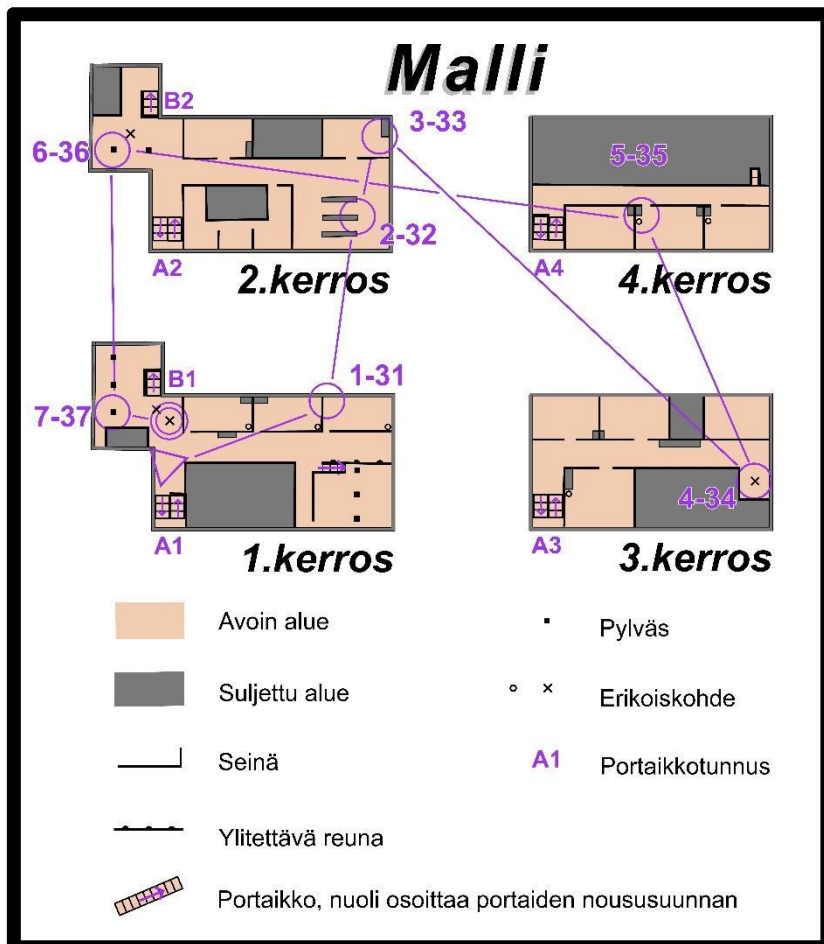 Malli
B2
3-33
6-36
5-35
2-32
A2
A4
2.kerros
4.kerros
B1
1-31
7-37
4-34
A1
A3
1.kerros
3.kerros
Avoin alue
Pylväs
Suljettu alue
Erikoiskohde
Seinä
A1
Portaikkotunnus
Ylitettävä reuna
Portaikko, nuoli osoittaa portaiden noususuunnan